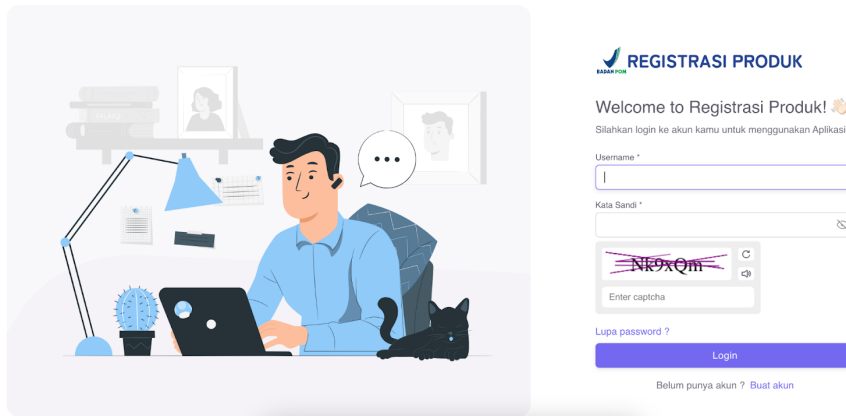 BADAN POM
REGISTRASI PRODUK
Welcome to Registrasi Produk! 👋🏻
Silahkan login ke akun kamu untuk menggunakan Aplikasi
Username *
Kata Sandi *
Nk9xQm
Enter captcha
Lupa password ?
Login
Belum punya akun ? Buat akun